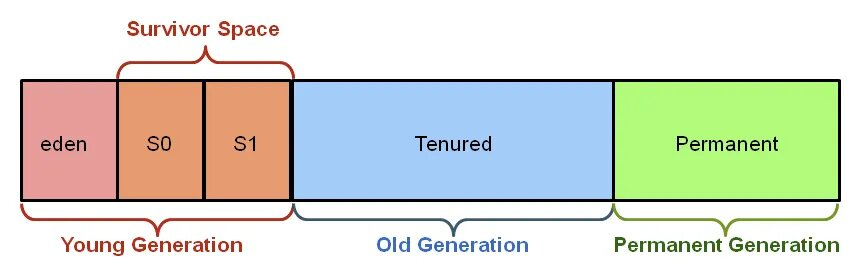 Survivor Space
eden
S0
S1
Tenured
Permanent
Young Generation
Old Generation
Permanent Generation